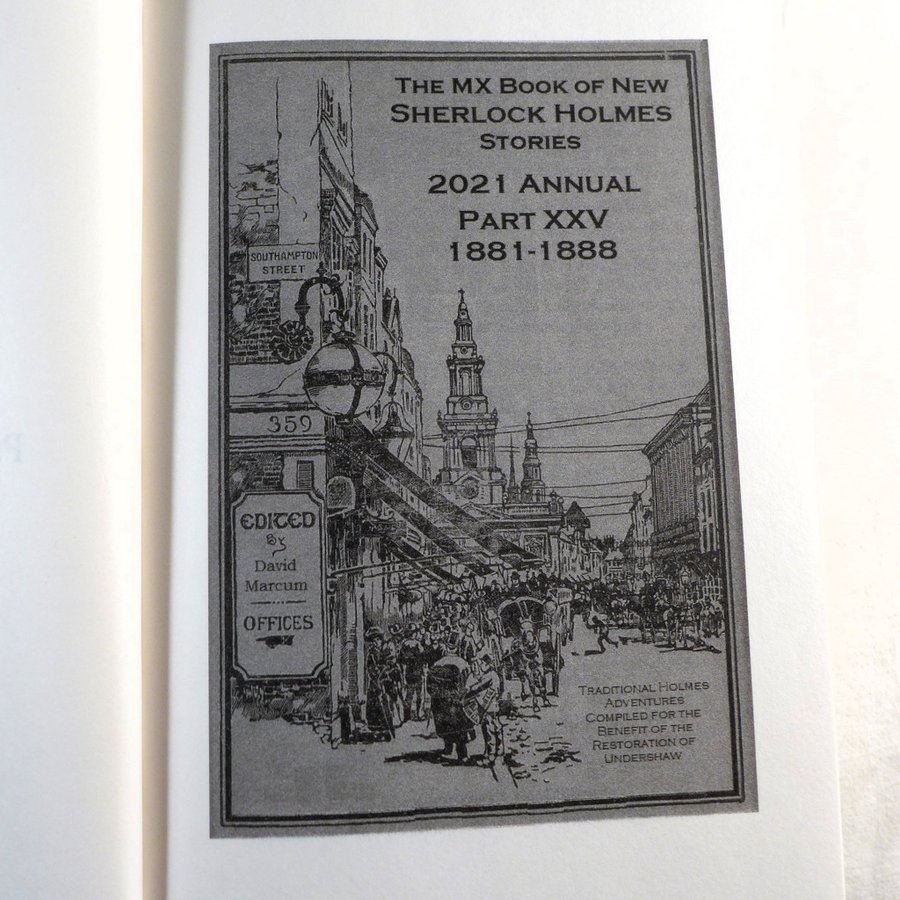 THE MX BOOK OF NEW
SHERLOCK HOLMES
STORIES
2021 ANNUAL
PART XXV
1881-1888
SOUTHAMPTON
STREET
359
EDITED
By
David
Marcum
OFFICES
TRADITIONAL HOLMES
ADVENTURES
COMPILED FOR THE
BENEFIT OF THE
RESTORATION OF
UNDERSHAW